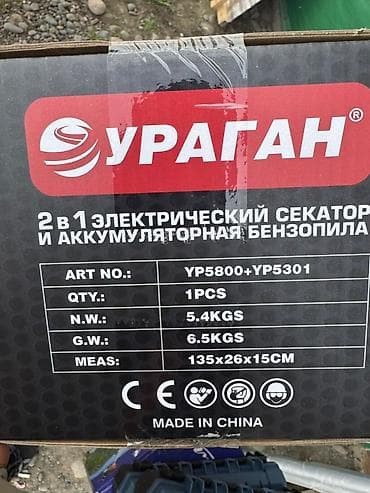 УРАГАН®
2 в 1 ЭЛЕКТРИЧЕСКИЙ СЕКАТОР
И АККУМУЛЯТОРНАЯ БЕНЗОПИЛА
ART NO.: YP5800+YP5301
QTY.: 1PCS
N.W.: 5.4KGS
G.W.: 6.5KGS
MEAS: 135x26x15CM
CE
MADE IN CHINA